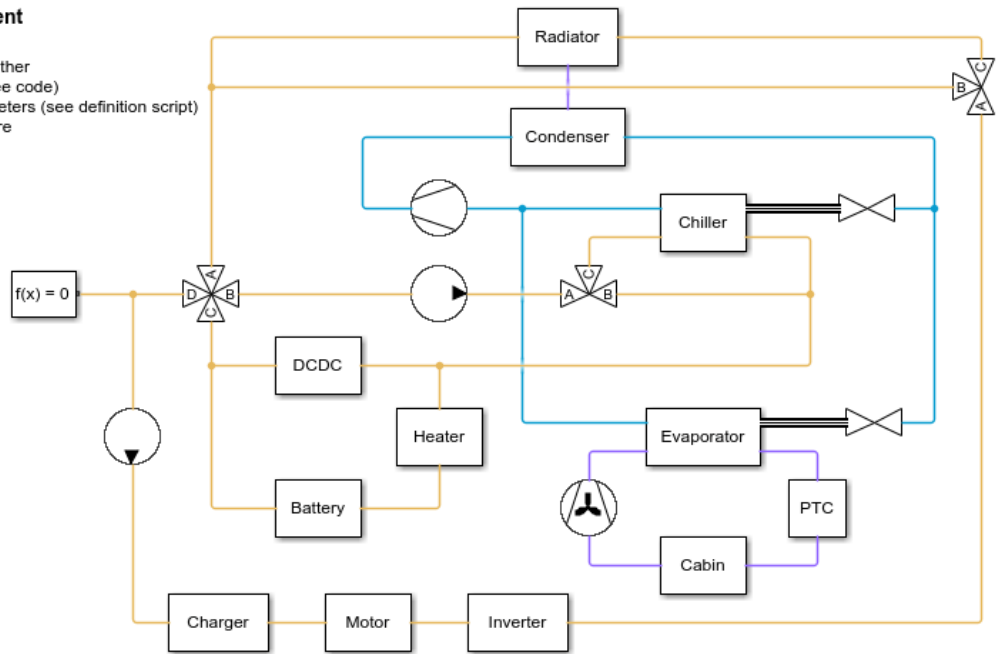 ent
ther
ee code)
eters (see definition script)
re
Radiator
C
B
A
Condenser
Chiller
f(x) = 0
A
D
B
C
C
A
B
DCDC
Heater
Evaporator
Battery
PTC
Cabin
Charger
Motor
Inverter